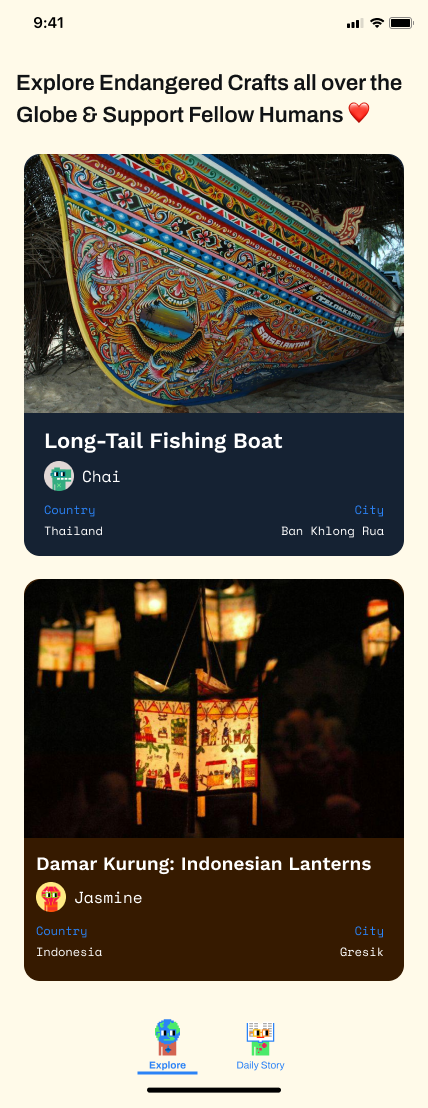 9:41
Explore Endangered Crafts all over the
Globe & Support Fellow Humans ❤️
Long-Tail Fishing Boat
Chai
Country City
Thailand Ban Khlong Rua
Damar Kurung: Indonesian Lanterns
Jasmine
Country City
Indonesia Gresik
Explore Daily Story